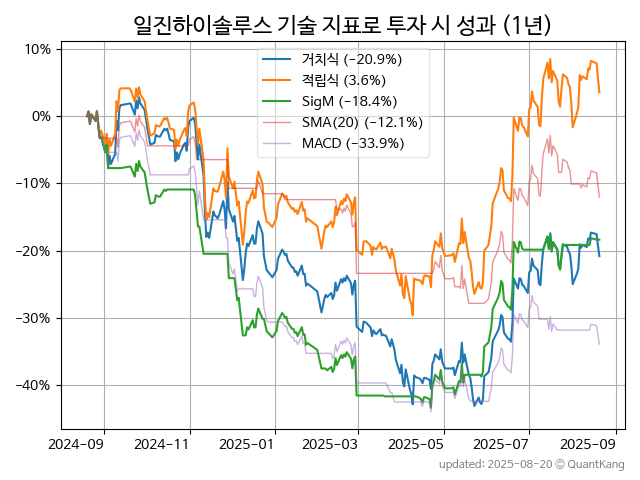 일진하이솔루스 기술 지표로 투자 시 성과 (1년)
10%
0%
−10%
−20%
−30%
−40%
거치식 (−20.9%)
적립식 (3.6%)
SigM (−18.4%)
SMA(20) (−12.1%)
MACD (−33.9%)
2024-09 2024-11 2025-01 2025-03 2025-05 2025-07 2025-09
updated: 2025-08-20 © QuantKang